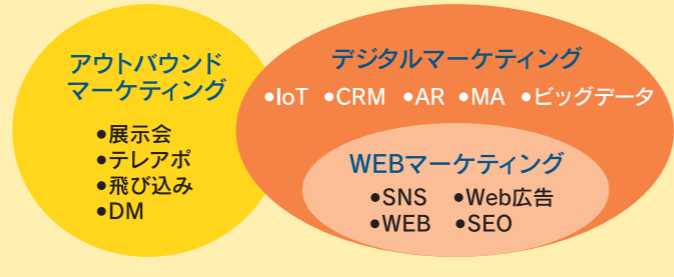 アウトバウンド
マーケティング
●展示会
●テレアポ
●飛び込み
●DM
デジタルマーケティング
●IoT ●CRM ●AR ●MA ●ビッグデータ
WEBマーケティング
●SNS ●Web広告
●WEB ●SEO